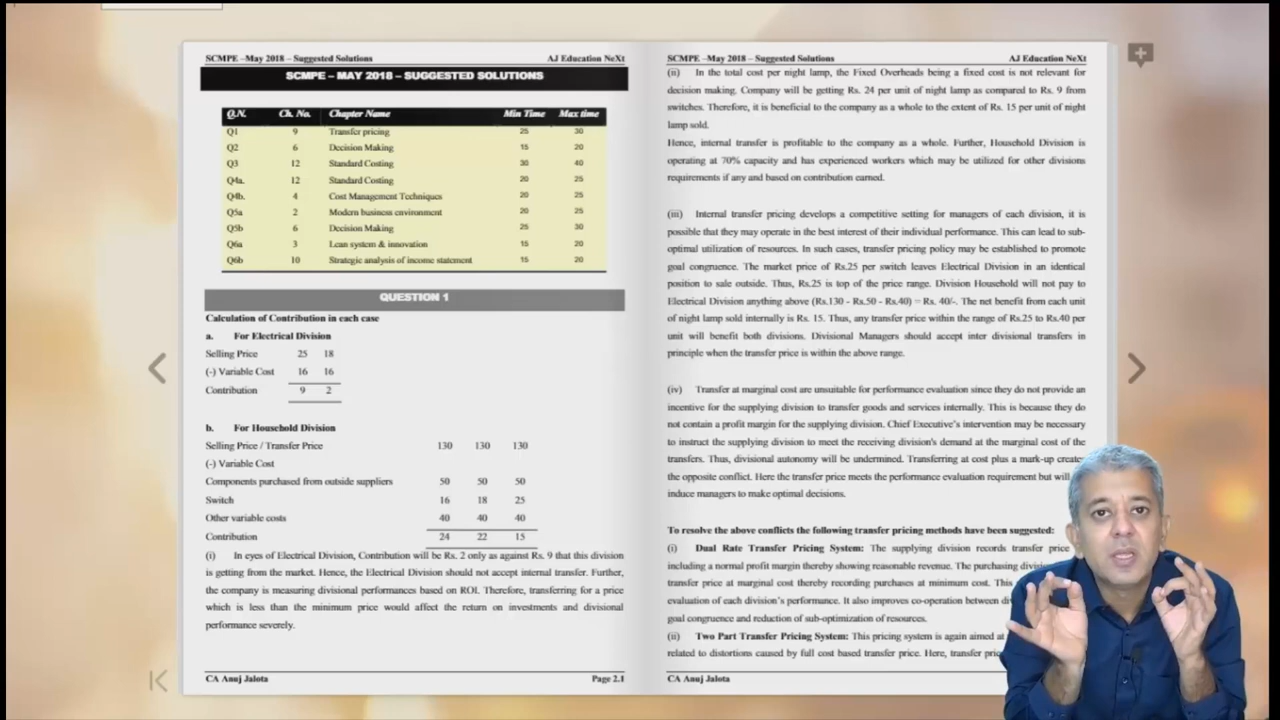 SCMPE –May 2018 – Suggested Solutions AJ Education NeXt
SCMPE – MAY 2018 – SUGGESTED SOLUTIONS
Q.N. Ch. No. Chapter Name Min Time Max time
Q1 9 Transfer pricing 25 30
Q2 6 Decision Making 15 20
Q3 12 Standard Costing 30 40
Q4a. 12 Standard Costing 20 25
Q4b. 4 Cost Management Techniques 20 25
Q5a 2 Modern business environment 20 25
Q5b 6 Decision Making 25 30
Q6a 3 Lean system & innovation 15 20
Q6b 10 Strategic analysis of income statement 15 20
QUESTION 1
Calculation of Contribution in each case
a. For Electrical Division
Selling Price 25 18
(-) Variable Cost 16 16
Contribution 9 2
b. For Household Division
Selling Price / Transfer Price 130 130 130
(-) Variable Cost
Components purchased from outside suppliers 50 50 50
Switch 16 18 25
Other variable costs 40 40 40
Contribution 24 22 15
(i) In eyes of Electrical Division, Contribution will be Rs. 2 only as against Rs. 9 that this division
is getting from the market. Hence, the Electrical Division should not accept internal transfer. Further,
the company is measuring divisional performances based on ROI. Therefore, transferring for a price
which is less than the minimum price would affect the return on investments and divisional
performance severely.
CA Anuj Jalota Page 2.1
SCMPE –May 2018 – Suggested Solutions AJ Education NeXt
(ii) In the total cost per night lamp, the Fixed Overheads being a fixed cost is not relevant for
decision making. Company will be getting Rs. 24 per unit of night lamp as compared to Rs. 9 from
switches. Therefore, it is beneficial to the company as a whole to the extent of Rs. 15 per unit of night
lamp sold.
Hence, internal transfer is profitable to the company as a whole. Further, Household Division is
operating at 70% capacity and has experienced workers which may be utilized for other divisions
requirements if any and based on contribution earned.
(iii) Internal transfer pricing develops a competitive setting for managers of each division, it is
possible that they may operate in the best interest of their individual performance. This can lead to sub-
optimal utilization of resources. In such cases, transfer pricing policy may be established to promote
goal congruence. The market price of Rs.25 per switch leaves Electrical Division in an identical
position to sale outside. Thus, Rs.25 is top of the price range. Division Household will not pay to
Electrical Division anything above (Rs.130 - Rs.50 - Rs.40) = Rs. 40/-. The net benefit from each unit
of night lamp sold internally is Rs. 15. Thus, any transfer price within the range of Rs.25 to Rs.40 per
unit will benefit both divisions. Divisional Managers should accept inter divisional transfers in
principle when the transfer price is within the above range.
(iv) Transfer at marginal cost are unsuitable for performance evaluation since they do not provide an
incentive for the supplying division to transfer goods and services internally. This is because they do
not contain a profit margin for the supplying division. Chief Executive's intervention may be necessary
to instruct the supplying division to meet the receiving division's demand at the marginal cost of the
transfers. Thus, divisional autonomy will be undermined. Transferring at cost plus a mark-up creates
the opposite conflict. Here the transfer price meets the performance evaluation requirement but will
induce managers to make optimal decisions.
To resolve the above conflicts the following transfer pricing methods have been suggested:
(i) Dual Rate Transfer Pricing System: The supplying division records transfer price
including a normal profit margin thereby showing reasonable revenue. The purchasing
transfer price at marginal cost thereby recording purchases at minimum cost. This
evaluation of each division's performance. It also improves co-operation between
goal congruence and reduction of sub-optimization of resources.
(ii) Two Part Transfer Pricing System: This pricing system is again aimed at
related to distortions caused by full cost based transfer price. Here, transfer
CA Anuj Jalota